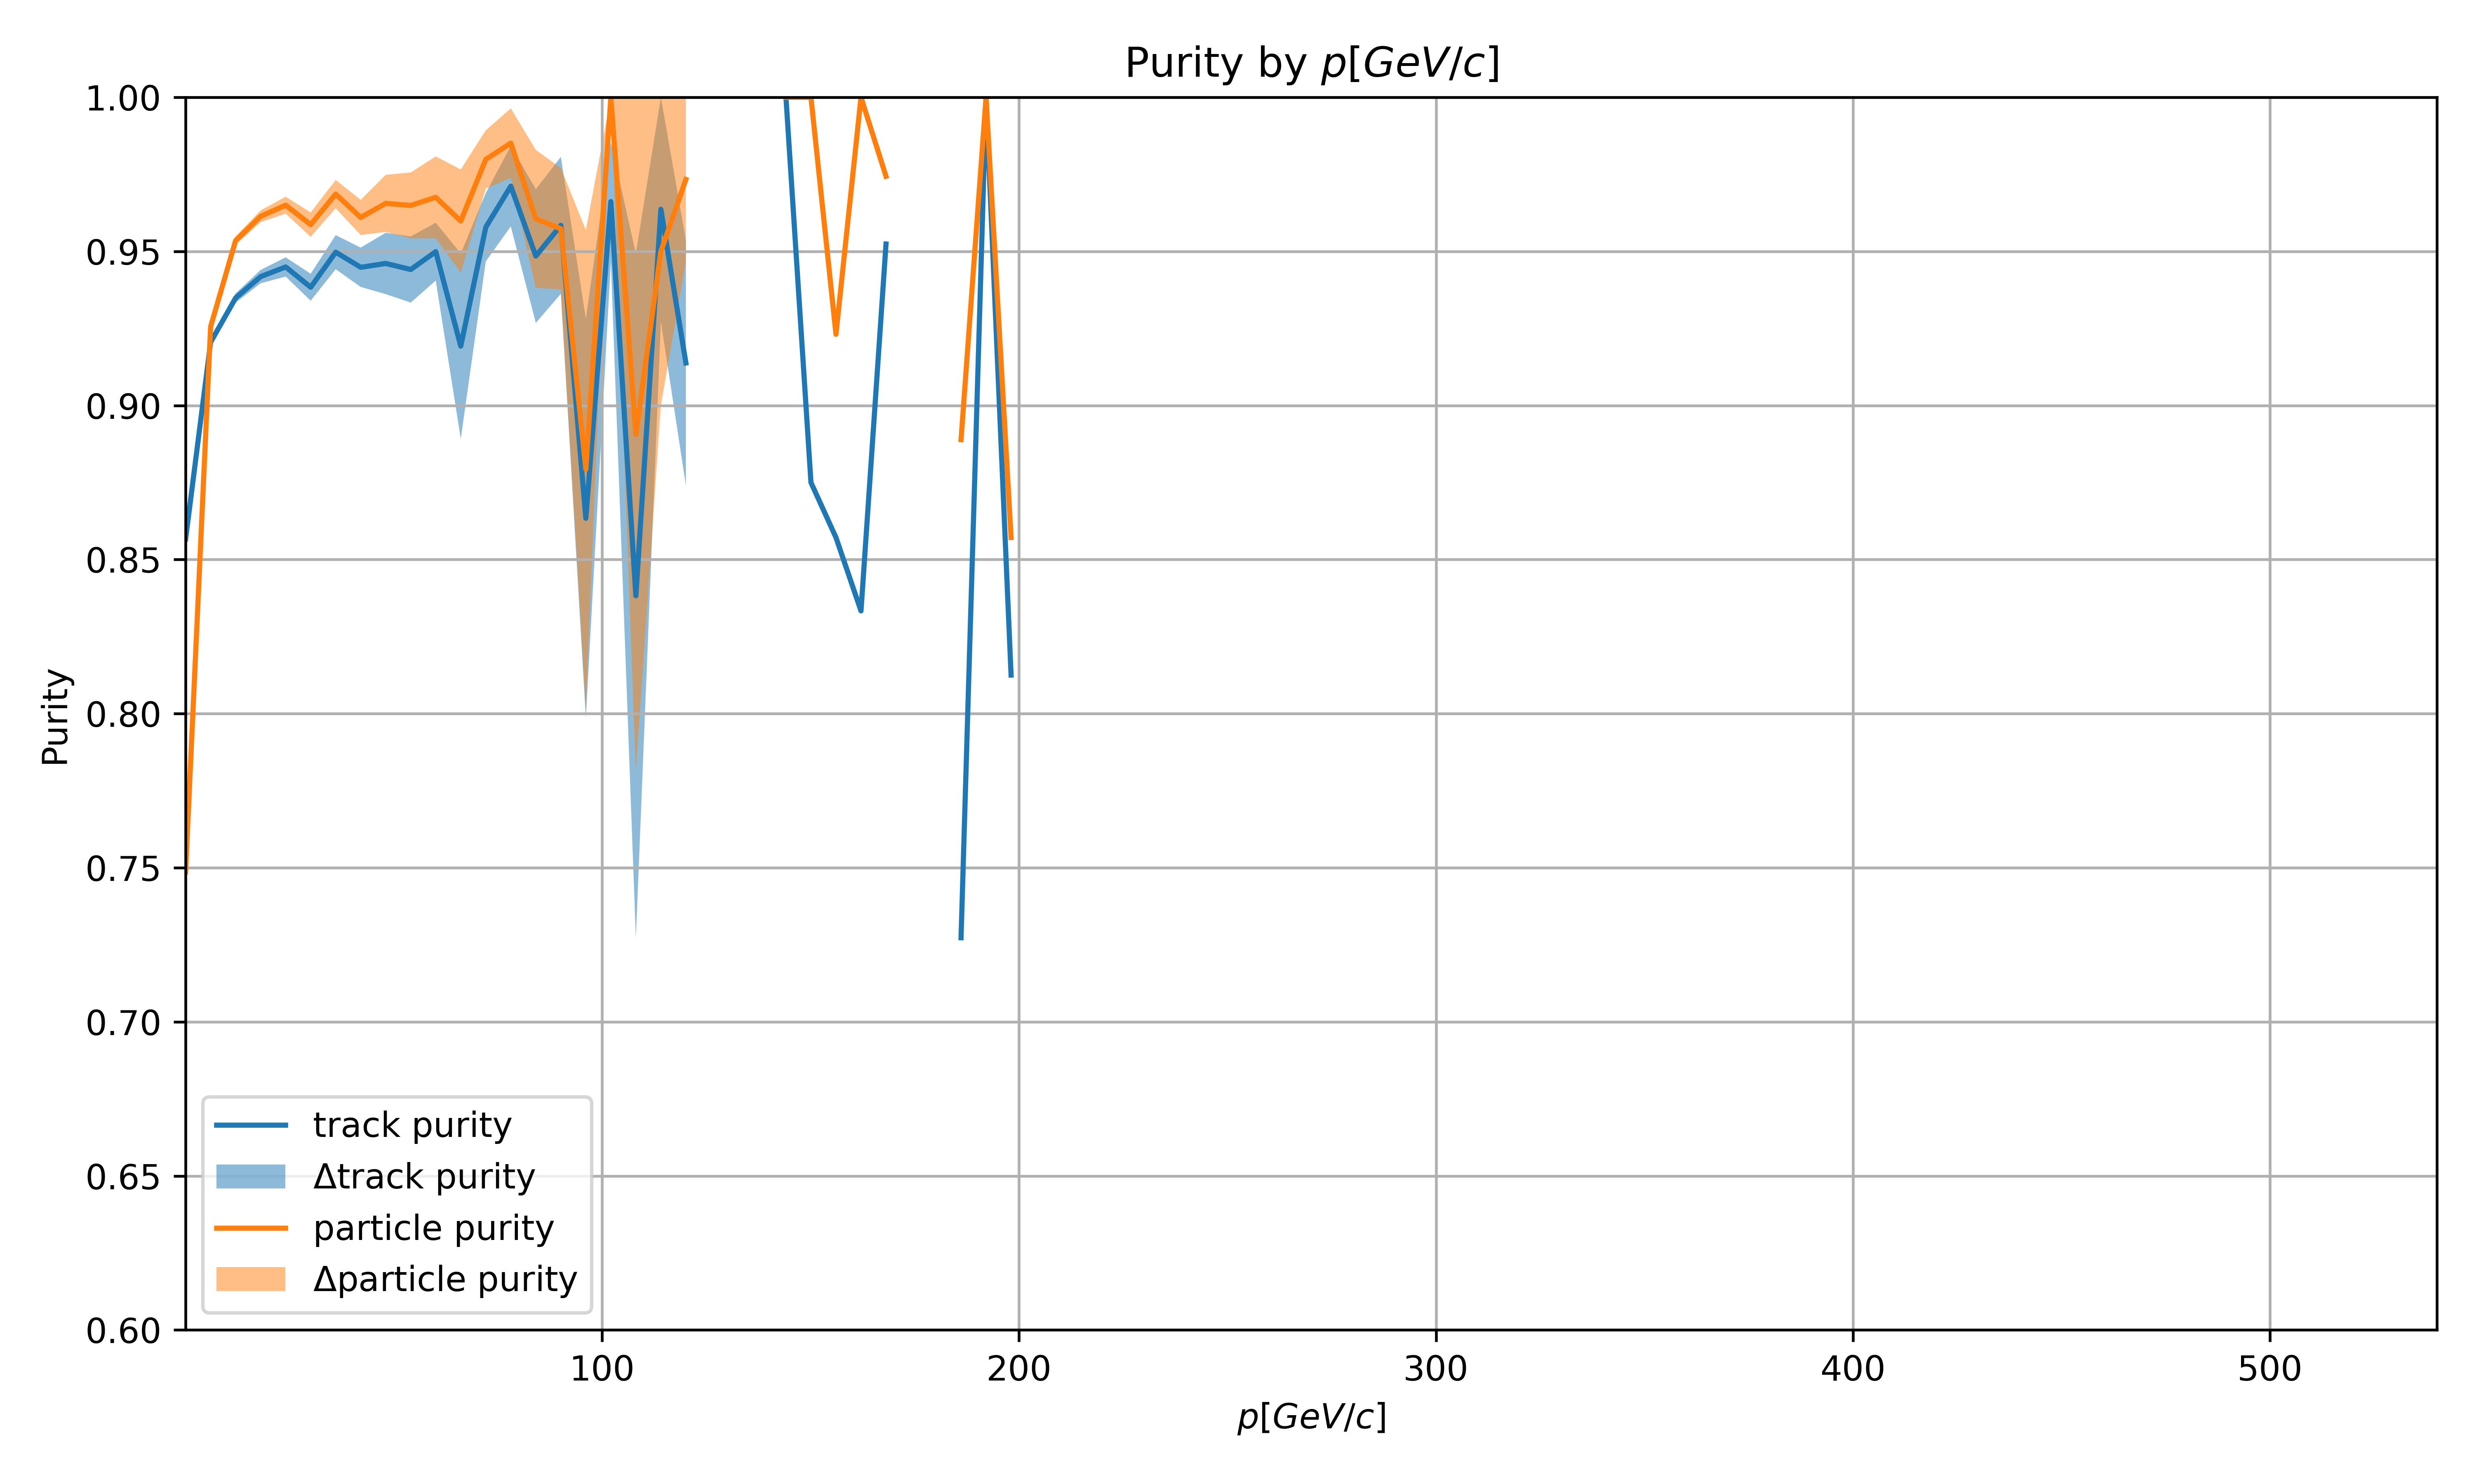 Purity by p[GeV/c]
Purity
1.00
0.95
0.90
0.85
0.80
0.75
0.70
0.65
0.60
track purity
Δtrack purity
particle purity
Δparticle purity
100 200 300 400 500
p[GeV/c]